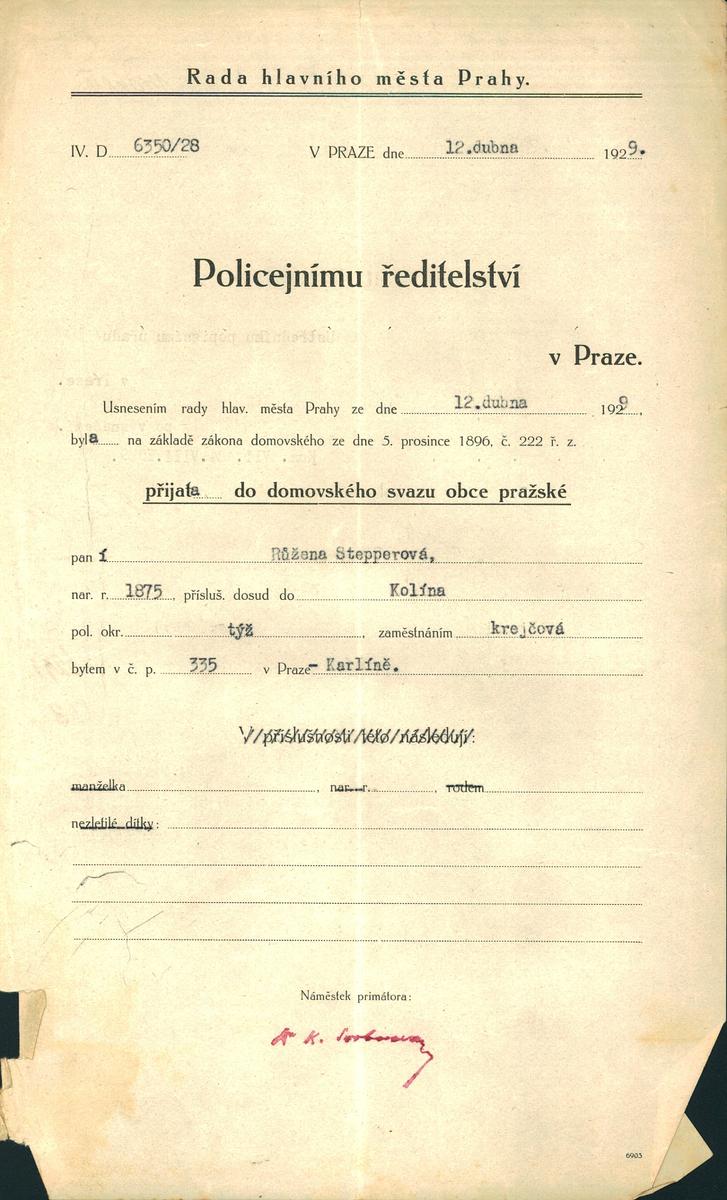 Rada hlavního města Prahy.
IV. D 6350/28 V PRAZE dne 12.dubna 1929.
Policejnímu ředitelství
v Praze.
Usnesením rady hlav. města Prahy ze dne 12.dubna 1929,
byla na základě zákona domovského ze dne 5. prosince 1896, č. 222 ř. z.
přijata do domovského svazu obce pražské
paní Růžena Stepperová,
nar. r. 1875, přísluš. dosud do Kolína
pol. okr. týž, zaměstnáním krejčová
bytem v č. p. 335 v Praze - Karlíně.
V příslušnosti této následují:
manželka, nar. r., rodem
nezletilé dítky:
Náměstek primátora:
Dr K.
6903